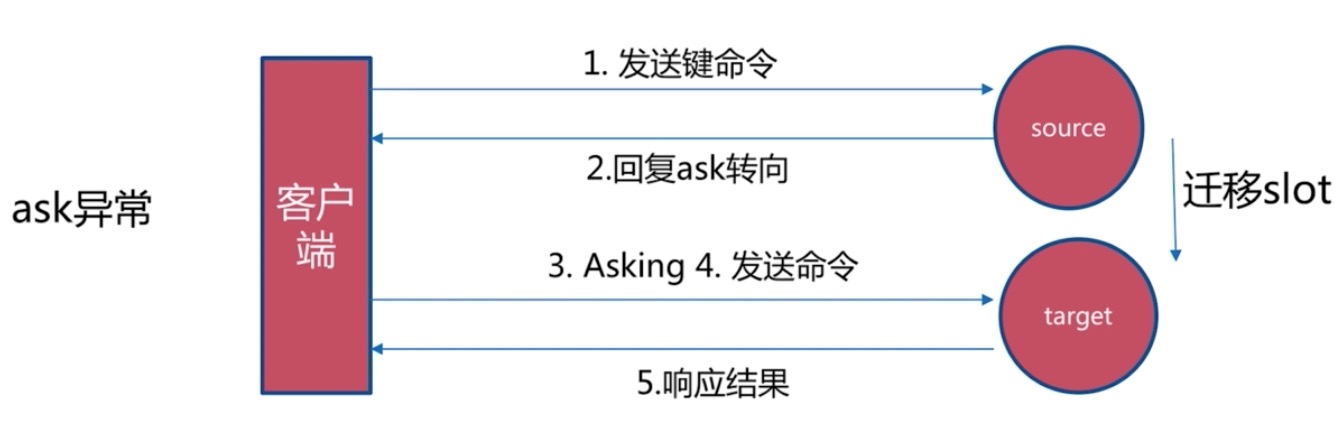 1. 发送键命令
source
2.回复ask转向
ask异常
客户
端
迁移slot
3. Asking 4. 发送命令
target
5.响应结果